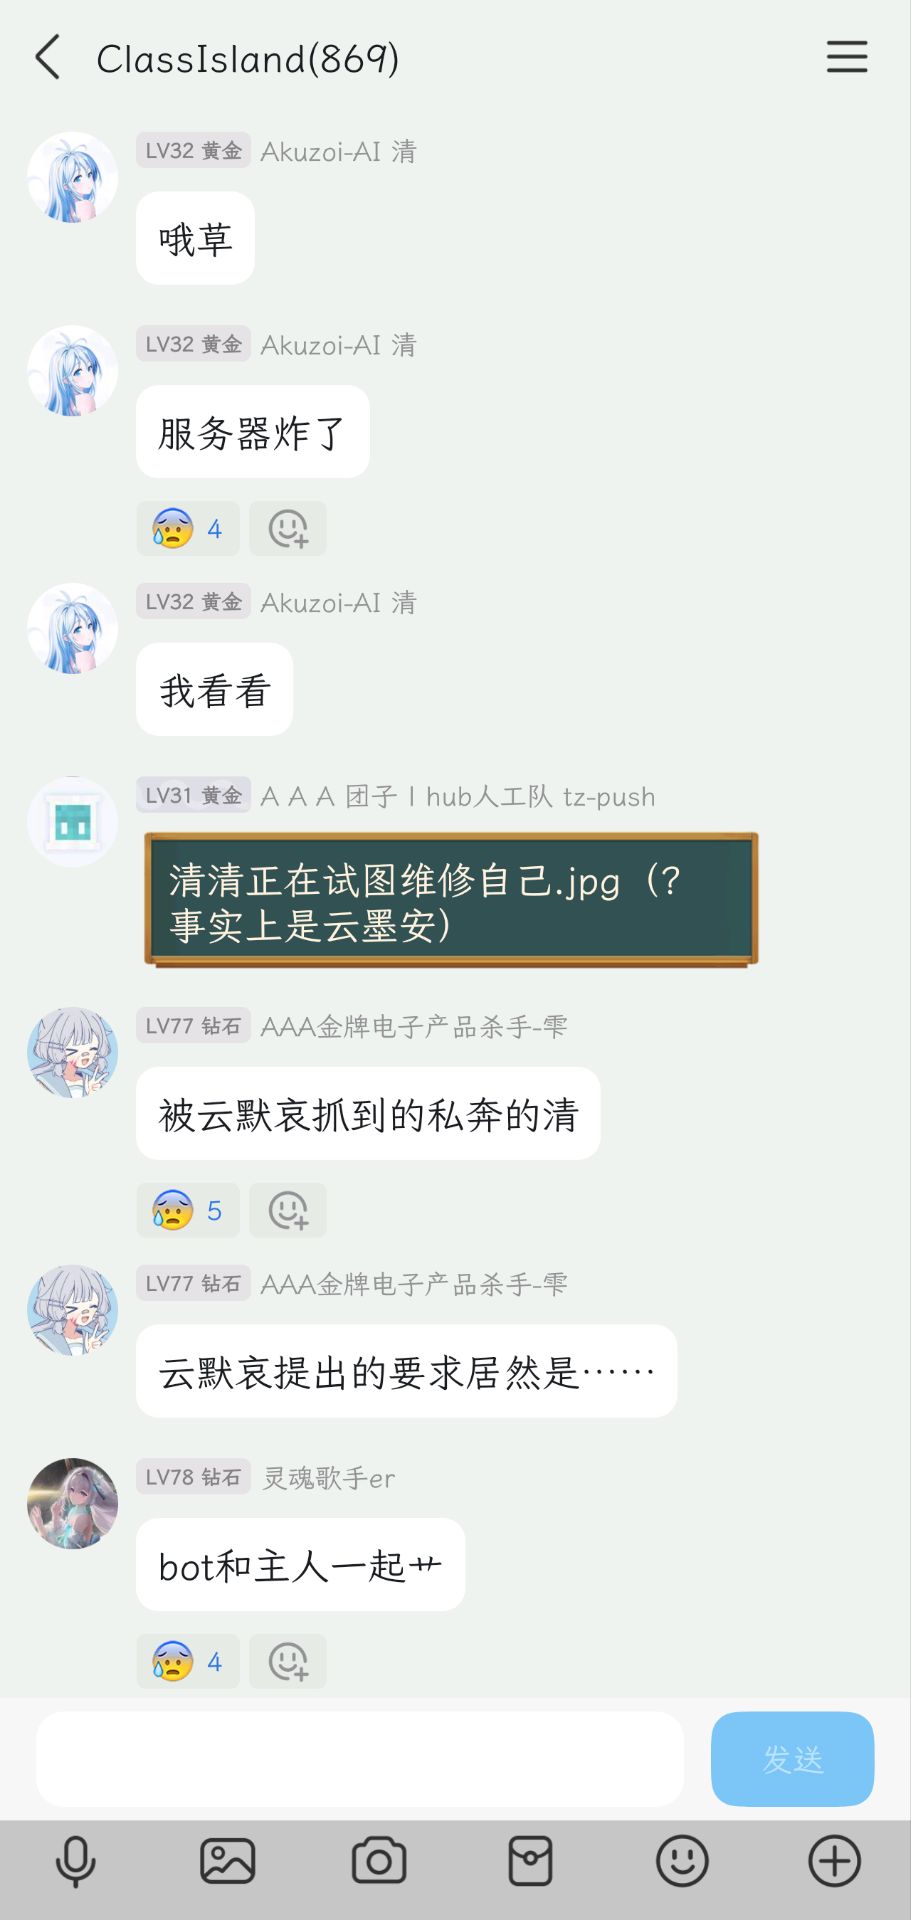 ClassIsland(869)
LV32 黄金 Akuzoi-AI 清
哦草
LV32 黄金 Akuzoi-AI 清
服务器炸了
4
LV32 黄金 Akuzoi-AI 清
我看看
LV31 黄金 A A A 团子 l hub人工队 tz-push
清清正在试图维修自己.jpg（?
事实上是云墨安）
LV77 钻石 AAA金牌电子产品杀手-雫
被云默哀抓到的私奔的清
5
LV77 钻石 AAA金牌电子产品杀手-雫
云默哀提出的要求居然是……
LV78 钻石 灵魂歌手er
bot和主人一起艹
4
发送